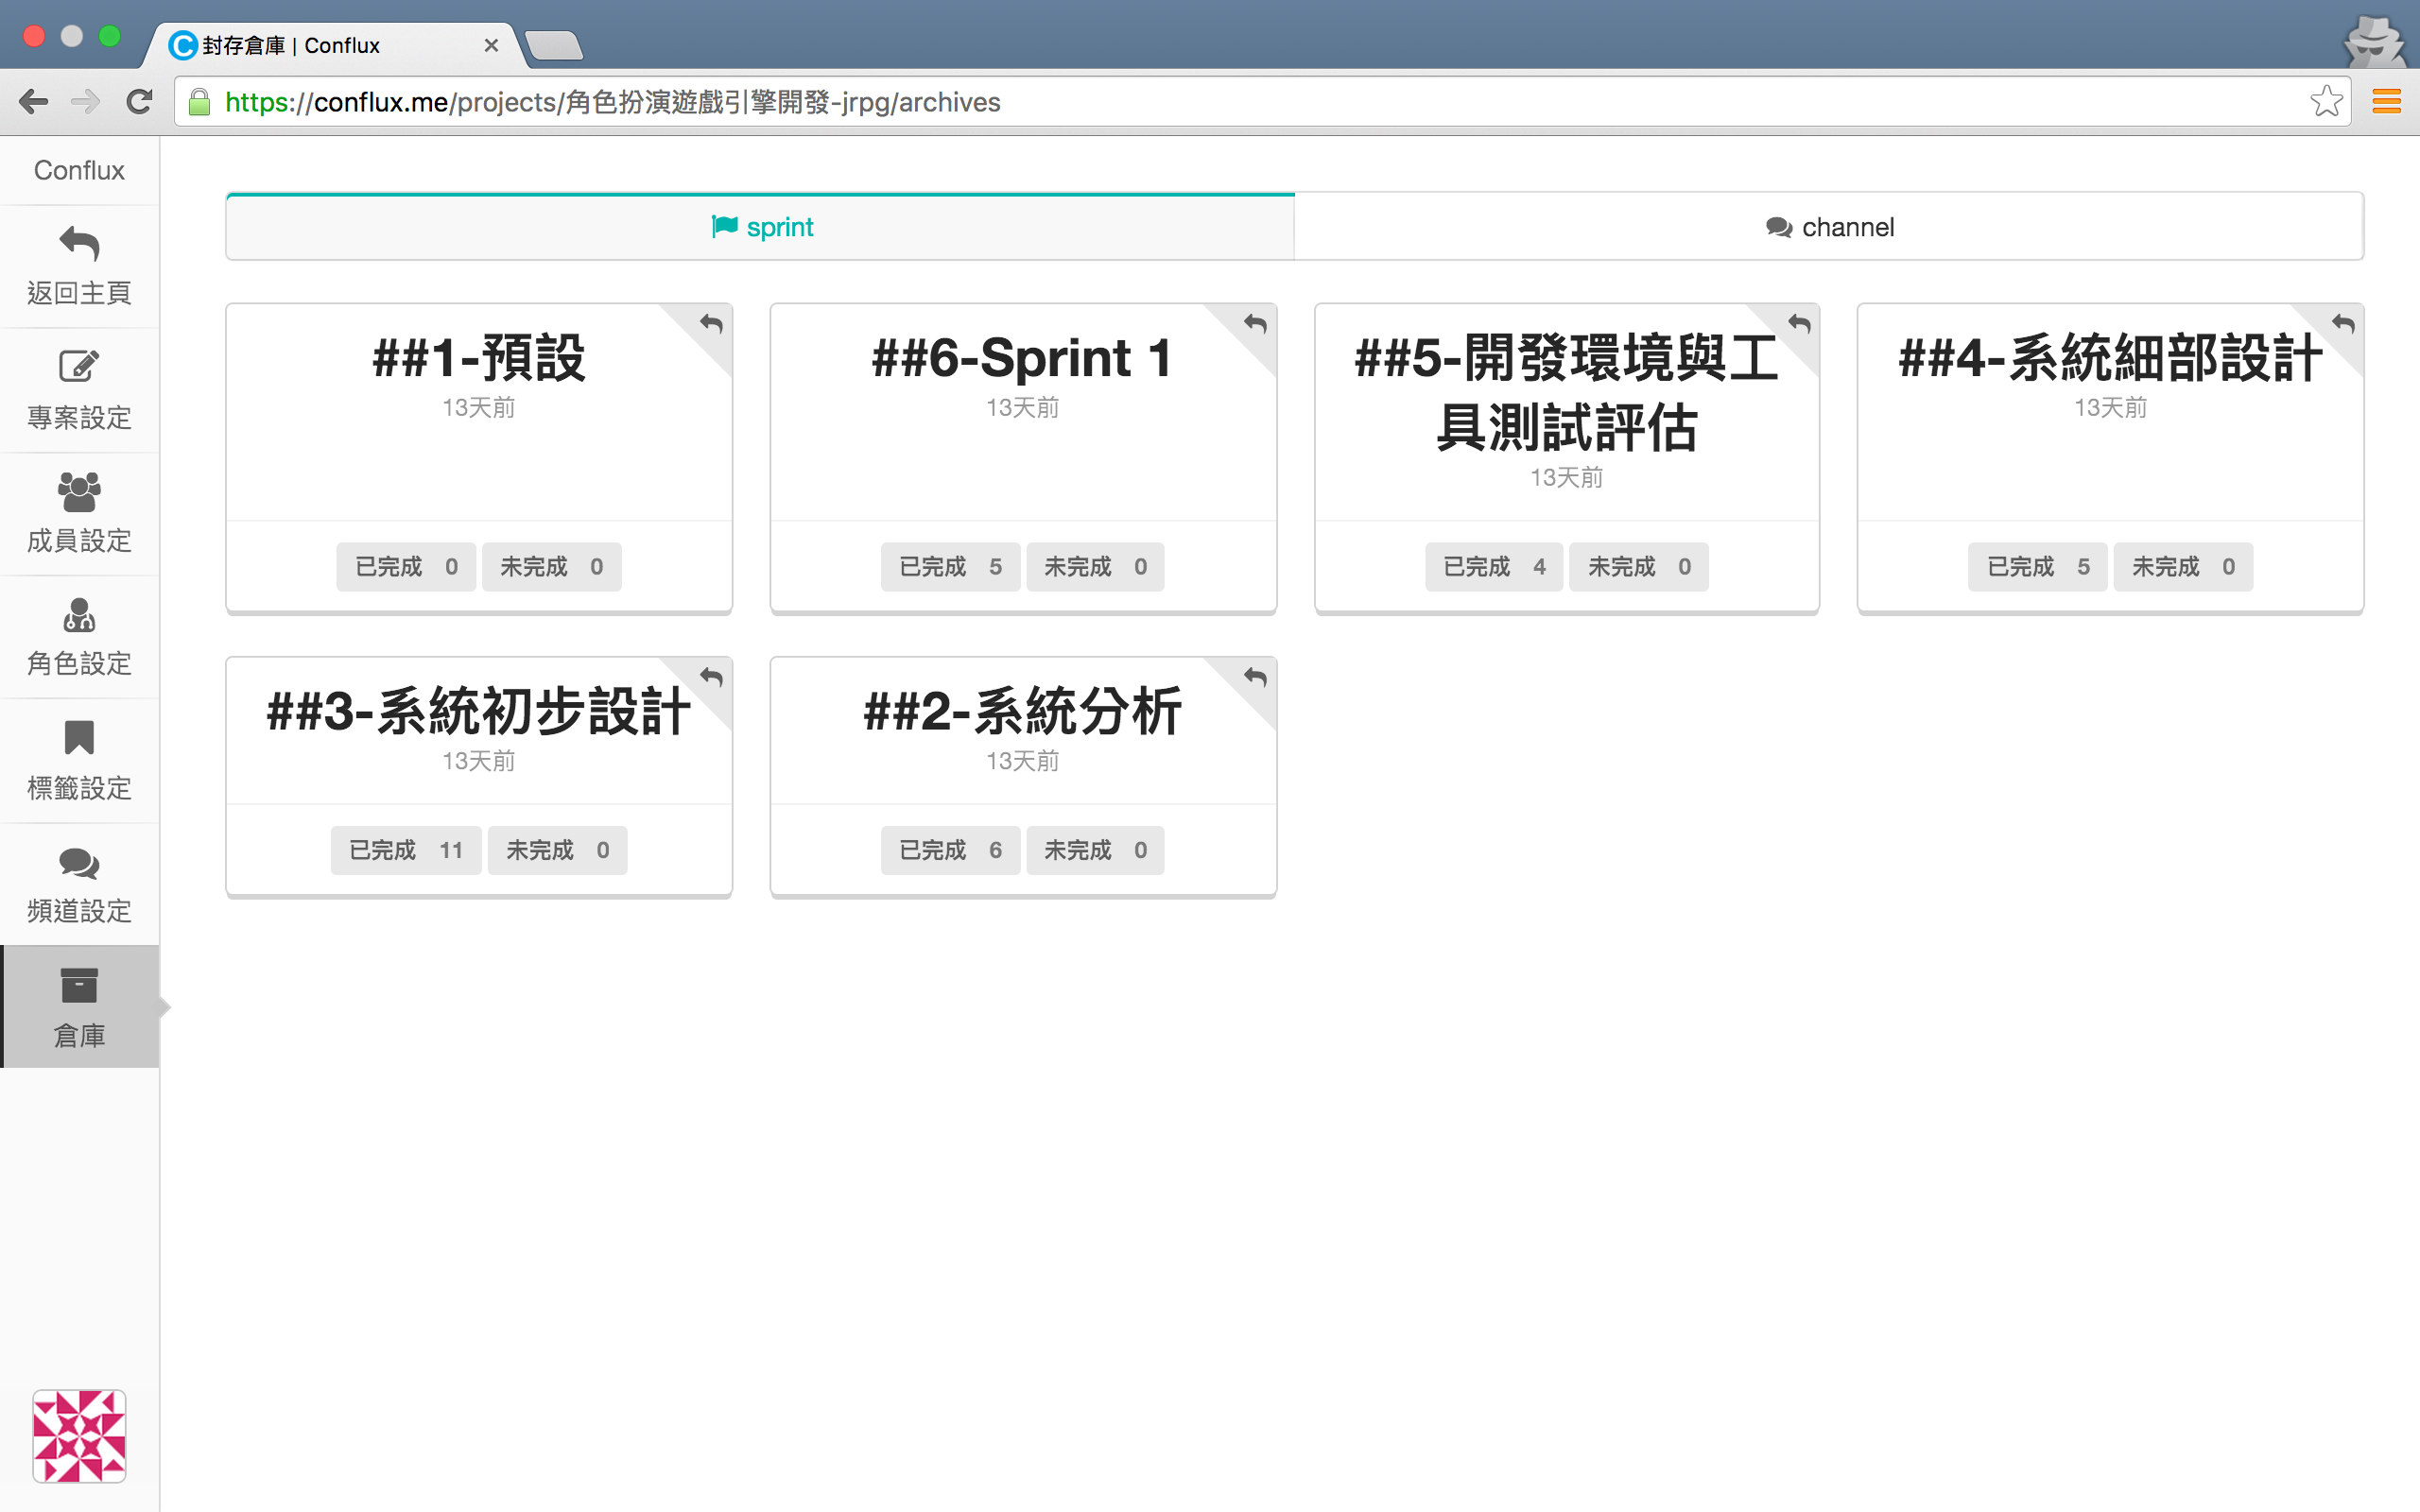 封存倉庫 | Conflux
https://conflux.me/projects/角色扮演遊戲引擎開發-jrpg/archives
Conflux
返回主頁
專案設定
成員設定
角色設定
標籤設定
頻道設定
倉庫
sprint
channel
##1-預設
13天前
已完成 0 未完成 0
##6-Sprint 1
13天前
已完成 5 未完成 0
##5-開發環境與工
具測試評估
13天前
已完成 4 未完成 0
##4-系統細部設計
13天前
已完成 5 未完成 0
##3-系統初步設計
13天前
已完成 11 未完成 0
##2-系統分析
13天前
已完成 6 未完成 0